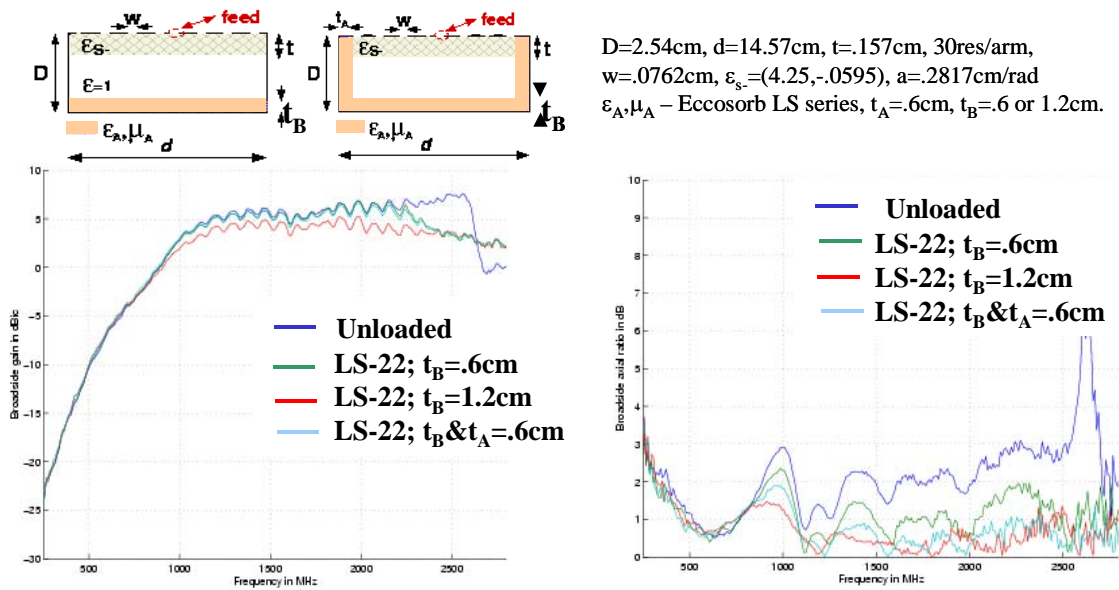 w
feed
εs-
D
t
ε=1
tB
εA,μA
d
tA
w
feed
εs-
D
t
tB
εA,μA
d
D=2.54cm, d=14.57cm, t=.157cm, 30res/arm,
w=.0762cm, εs-=(4.25,-.0595), a=.2817cm/rad
εA,μA – Eccosorb LS series, tA=.6cm, tB=.6 or 1.2cm.
Broadside gain in dBic
10
5
0
−5
−10
−15
−20
−25
−30
500
1000
1500
2000
2500
Frequency in MHz
Unloaded
LS-22; tB=.6cm
LS-22; tB=1.2cm
LS-22; tB&tA=.6cm
Broadside axial ratio in dB
10
9
8
7
6
5
4
3
2
1
0
500
1000
1500
2000
2500
Frequency in MHz
Unloaded
LS-22; tB=.6cm
LS-22; tB=1.2cm
LS-22; tB&tA=.6cm